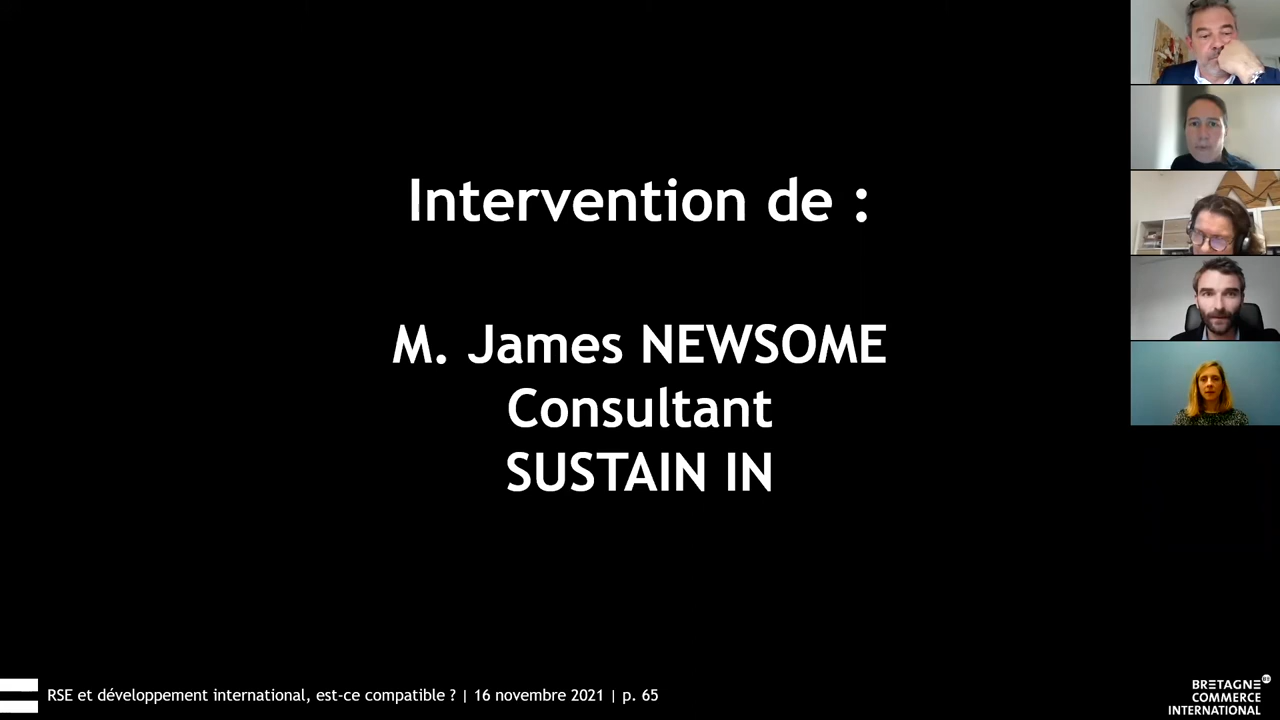 Intervention de :
M. James NEWSOME
Consultant
SUSTAIN IN
RSE et développement international, est-ce compatible ? | 16 novembre 2021 | p. 65
BRETAGNE
COMMERCE
INTERNATIONAL